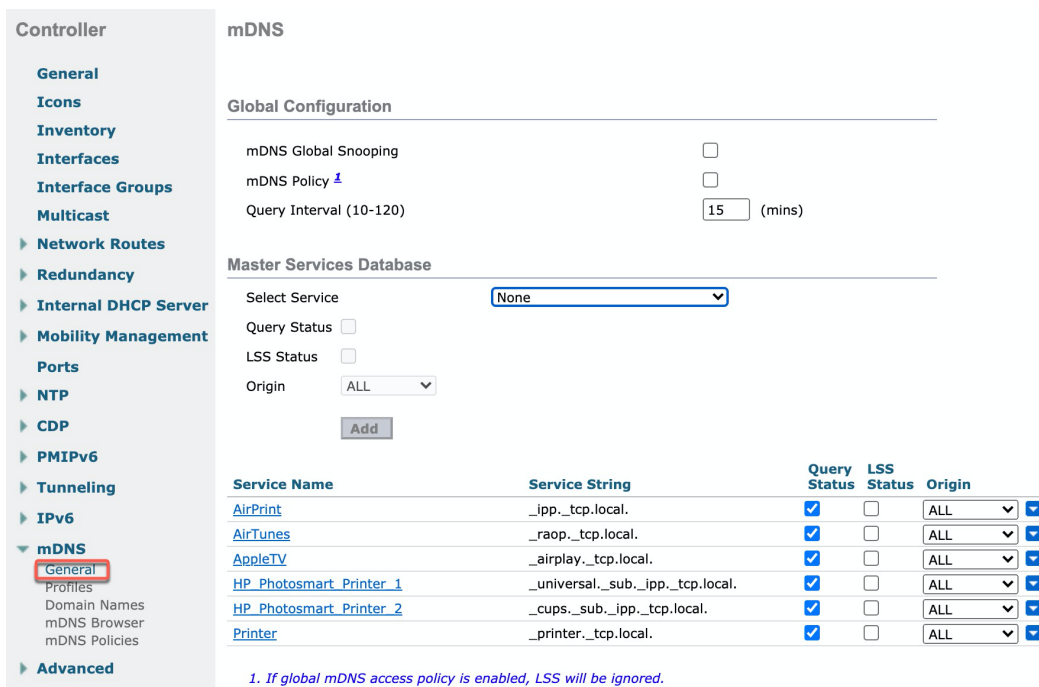 Controller
General
Icons
Inventory
Interfaces
Interface Groups
Multicast
Network Routes
Redundancy
Internal DHCP Server
Mobility Management
Ports
NTP
CDP
PMIPv6
Tunneling
IPv6
mDNS
General
Profiles
Domain Names
mDNS Browser
mDNS Policies
Advanced
mDNS
Global Configuration
mDNS Global Snooping
mDNS Policy 1
Query Interval (10-120) 15 (mins)
Master Services Database
Select Service None
Query Status
LSS Status
Origin ALL
Add
Service Name Service String Query Status LSS Status Origin
AirPrint _ipp._tcp.local. ALL
AirTunes _raop._tcp.local. ALL
AppleTV _airplay._tcp.local. ALL
HP_Photosmart_Printer_1 _universal._sub._ipp._tcp.local. ALL
HP_Photosmart_Printer_2 _cups._sub._ipp._tcp.local. ALL
Printer _printer._tcp.local. ALL
1. If global mDNS access policy is enabled, LSS will be ignored.